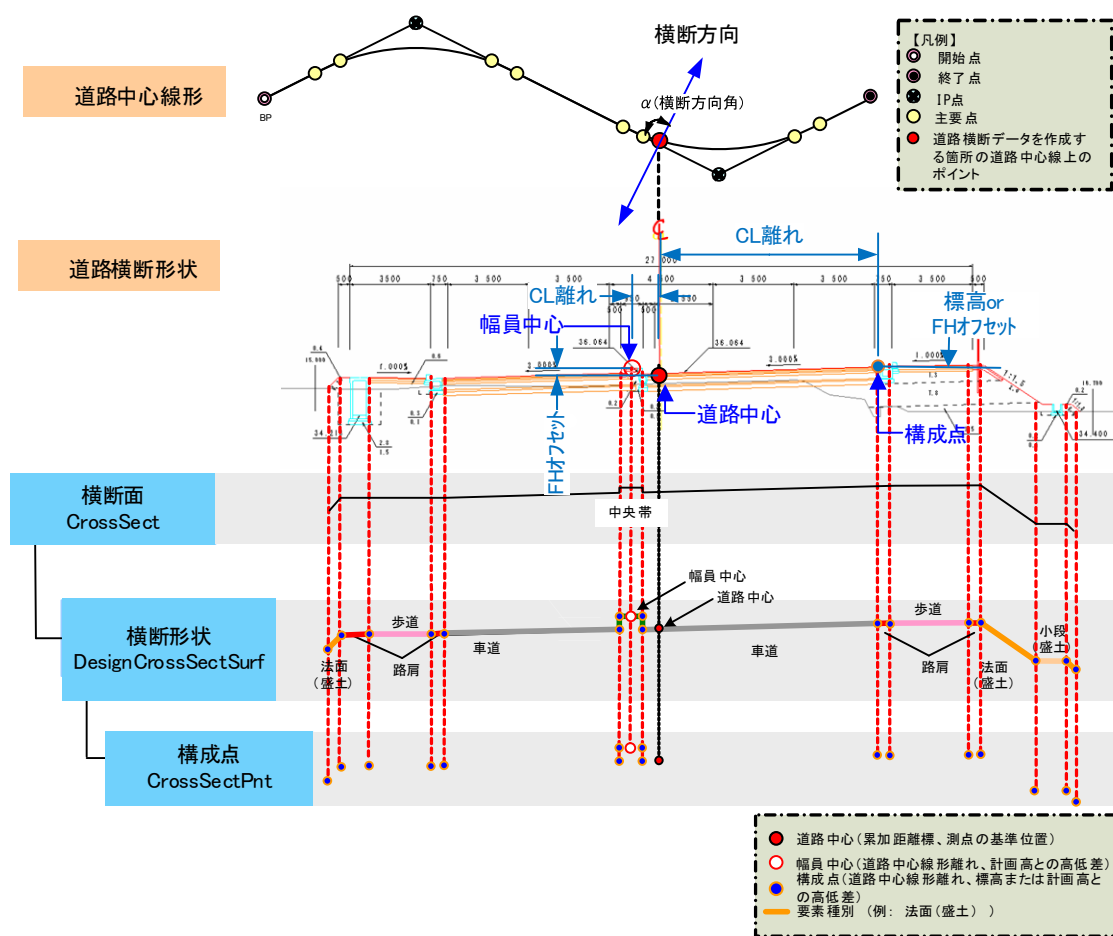 横断方向
【凡例】
開始点
終了点
IP点
主要点
道路横断データを作成す
る箇所の道路中心線上の
ポイント
道路中心線形
α(横断方向角)
BP
道路横断形状
CL離れ
27.000
500
3500
750
3 500
3 500
3 500
3 500
CL離れ
標高or
FHオフセット
幅員中心
36.064
36.064
1.000%
3.000%
3.000%
1.000%
道路中心
構成点
FHオフセット
34.400
横断面
CrossSect
中央帯
幅員中心
道路中心
横断形状
DesignCrossSectSurf
歩道
歩道
車道
車道
小段
(盛土)
法面
(盛土)
路肩
路肩
法面
(盛土)
構成点
CrossSectPnt
道路中心(累加距離標、測点の基準位置)
幅員中心(道路中心線形離れ、計画高との高低差)
構成点(道路中心線形離れ、標高または計画高と
の高低差)
要素種別 (例: 法面(盛土) )